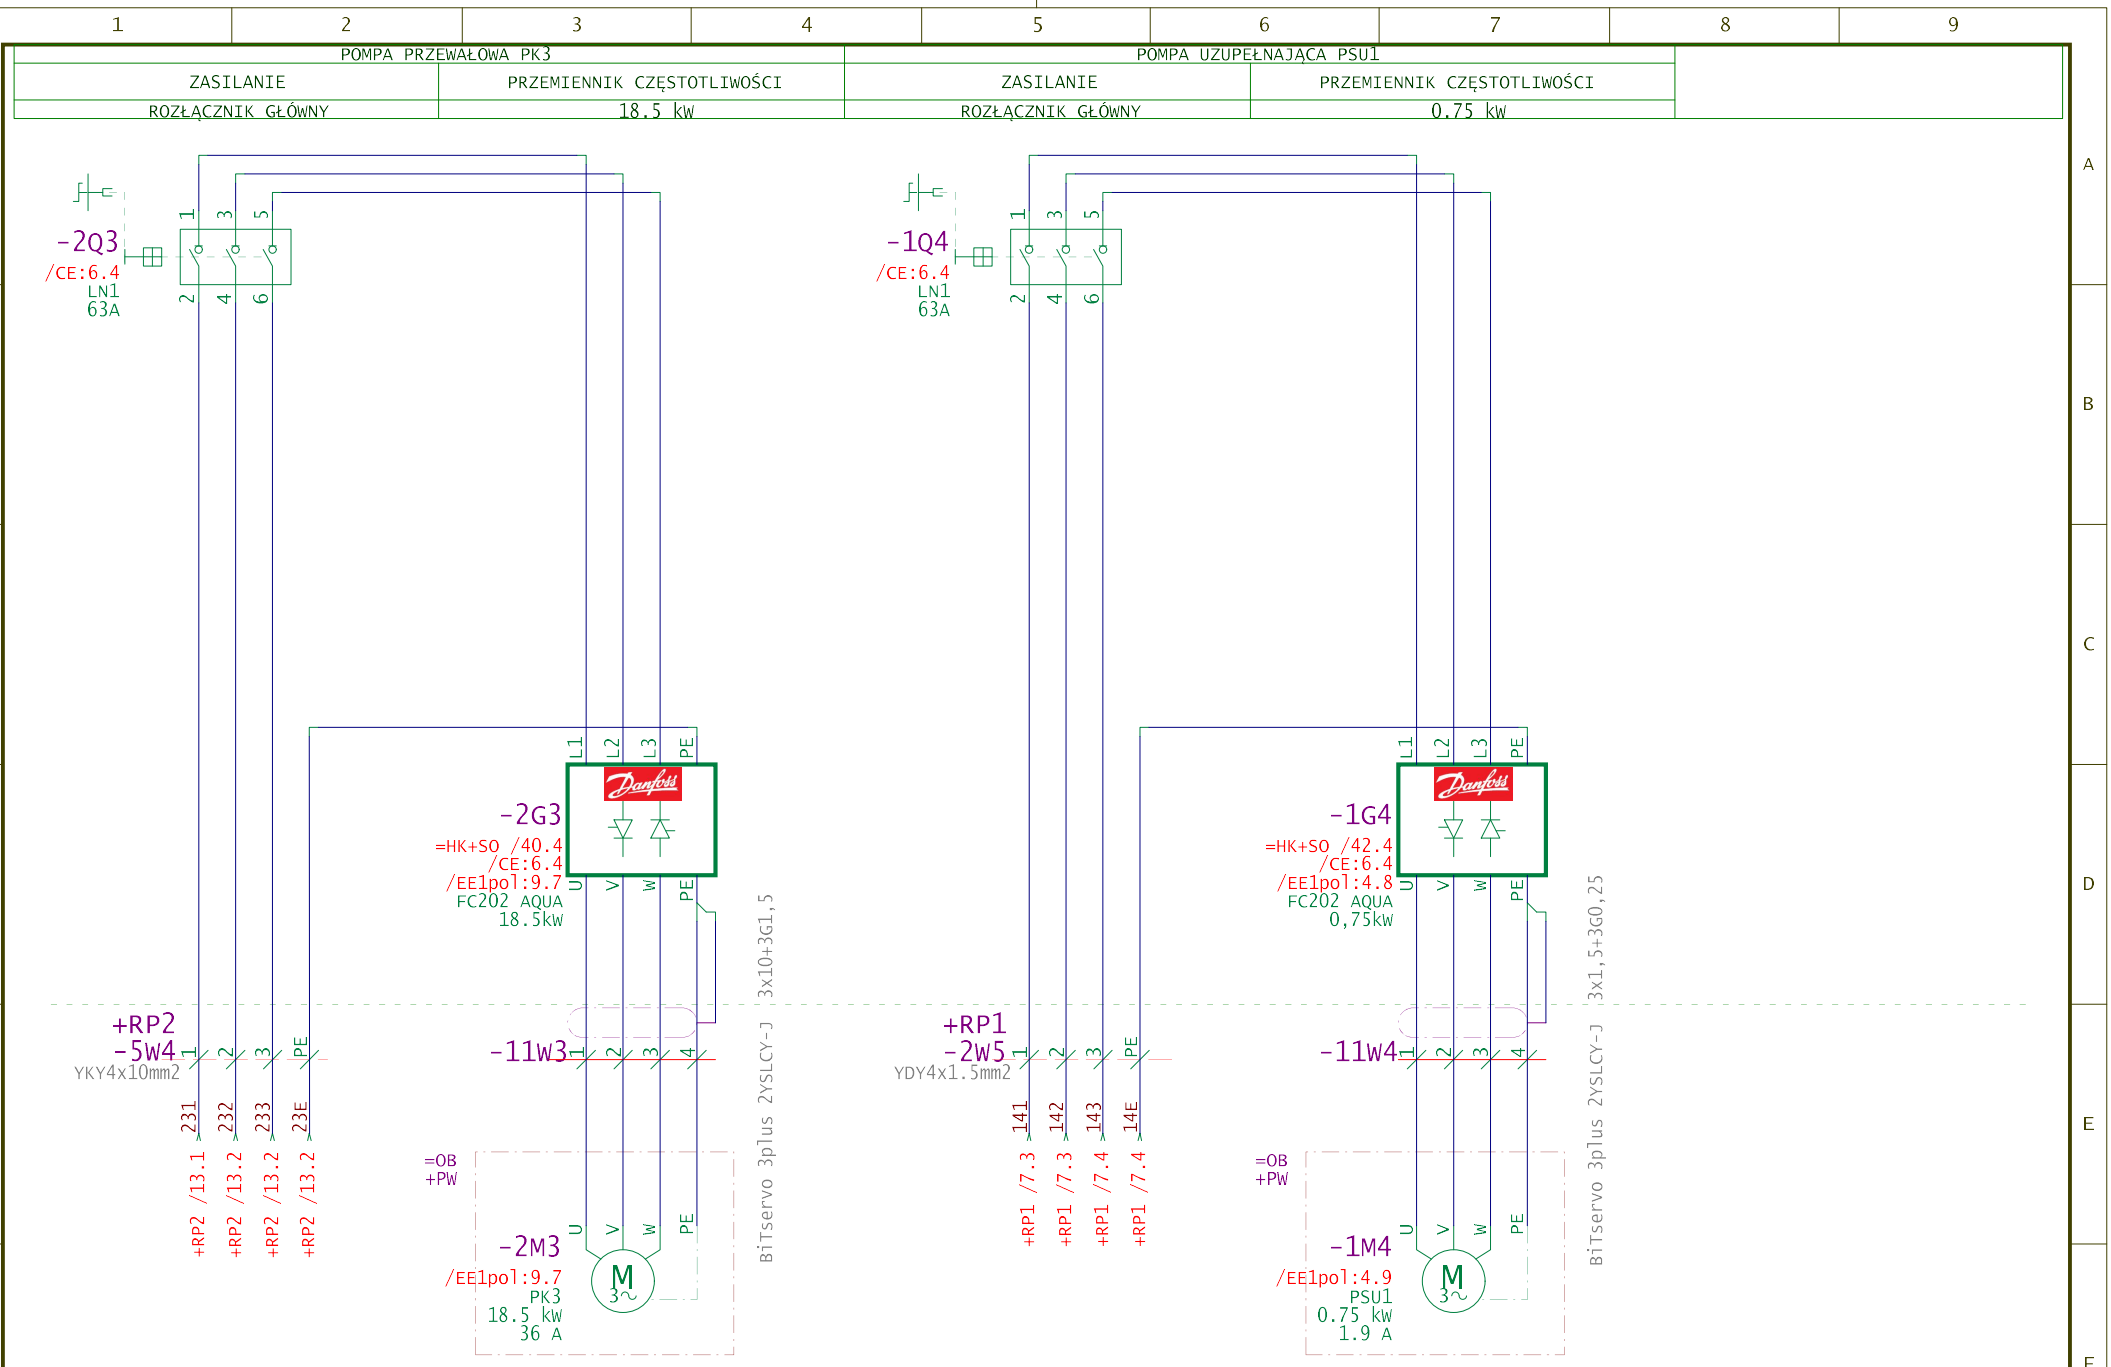 1 2 3 4 5 6 7 8 9
POMPA PRZEWAŁOWA PK3
POMPA UZUPEŁNAJĄCA PSU1
ZASILANIE
PRZEMIENNIK CZĘSTOTLIWOŚCI
ZASILANIE
PRZEMIENNIK CZĘSTOTLIWOŚCI
ROZŁĄCZNIK GŁÓWNY
18.5 kW
ROZŁĄCZNIK GŁÓWNY
0.75 kW
A
B
C
D
E
F
1 3 5
-2Q3
/CE:6.4
LN1
63A
2 4 6
1 3 5
-1Q4
/CE:6.4
LN1
63A
2 4 6
L1 L2 L3 PE
Danfoss
-2G3
=HK+SO /40.4
/CE:6.4
/EE1pol:9.7
FC202 AQUA
18.5kW
U V W PE
L1 L2 L3 PE
Danfoss
-1G4
=HK+SO /42.4
/CE:6.4
/EE1pol:4.8
FC202 AQUA
0,75kW
U V W PE
+RP2
-5W4
YKY4x10mm2
1 2 3 PE
-11W3
1 2 3 4
BiTservo 3plus 2YSLCY-J 3x10+3G1,5
+RP1
-2W5
YDY4x1.5mm2
1 2 3 PE
-11W4
1 2 3 4
BiTservo 3plus 2YSLCY-J 3x1,5+3G0,25
231 232 233 23E
+RP2 /13.1
+RP2 /13.2
+RP2 /13.2
+RP2 /13.2
141 142 143 14E
+RP1 /7.3
+RP1 /7.3
+RP1 /7.4
+RP1 /7.4
=OB
+PW
U V W PE
-2M3
/EE1pol:9.7
PK3
18.5 kW
36 A
M
3~
=OB
+PW
U V W PE
-1M4
/EE1pol:4.9
PSU1
0.75 kW
1.9 A
M
3~